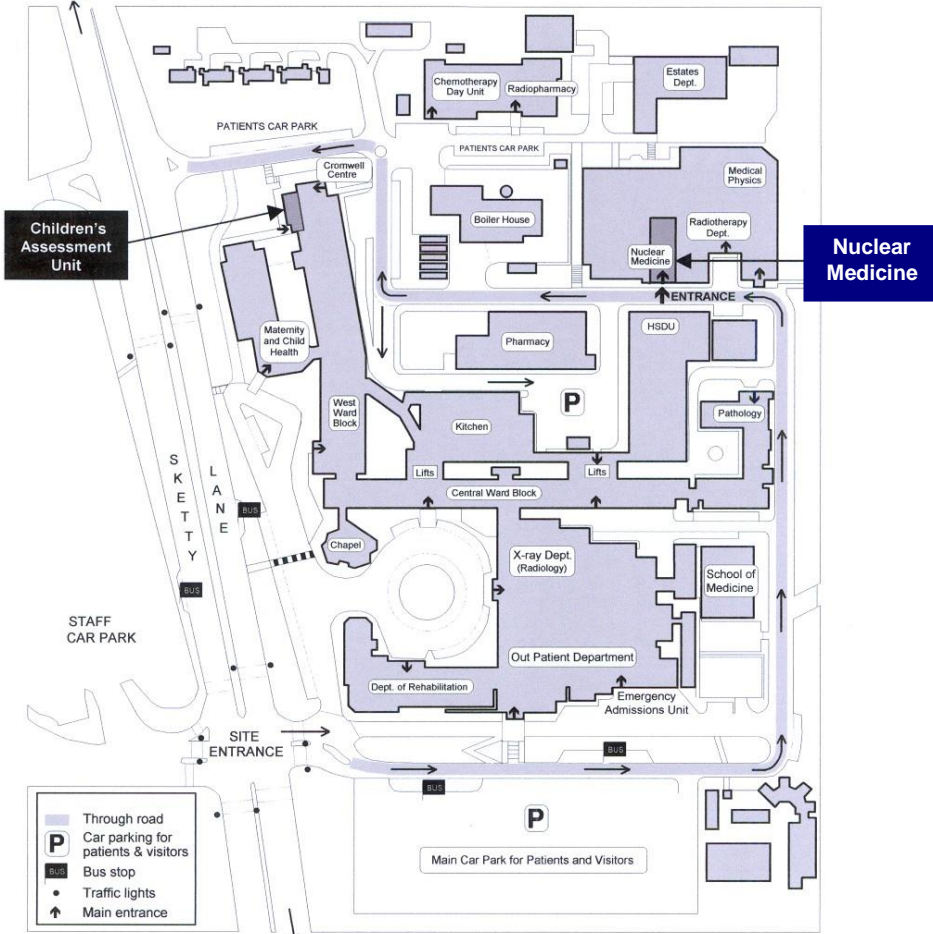 Chemotherapy
Day Unit
Radiopharmacy
Estates
Dept.
PATIENTS CAR PARK
PATIENTS CAR PARK
Cromwell
Centre
Medical
Physics
Children's
Assessment
Unit
Boiler House
Radiotherapy
Dept.
Nuclear
Medicine
Nuclear
Medicine
ENTRANCE
HSDU
Maternity
and Child
Health
Pharmacy
P
West
Ward
Block
Kitchen
Pathology
Lifts
Lifts
SKETTY
LANE
Central Ward Block
BUS
Chapel
X-ray Dept.
(Radiology)
School of
Medicine
BUS
STAFF
CAR PARK
Out Patient Department
Dept. of Rehabilitation
Emergency
Admissions Unit
SITE
ENTRANCE
BUS
BUS
P
Main Car Park for Patients and Visitors
Through road
P Car parking for
patients & visitors
BUS Bus stop
Traffic lights
Main entrance